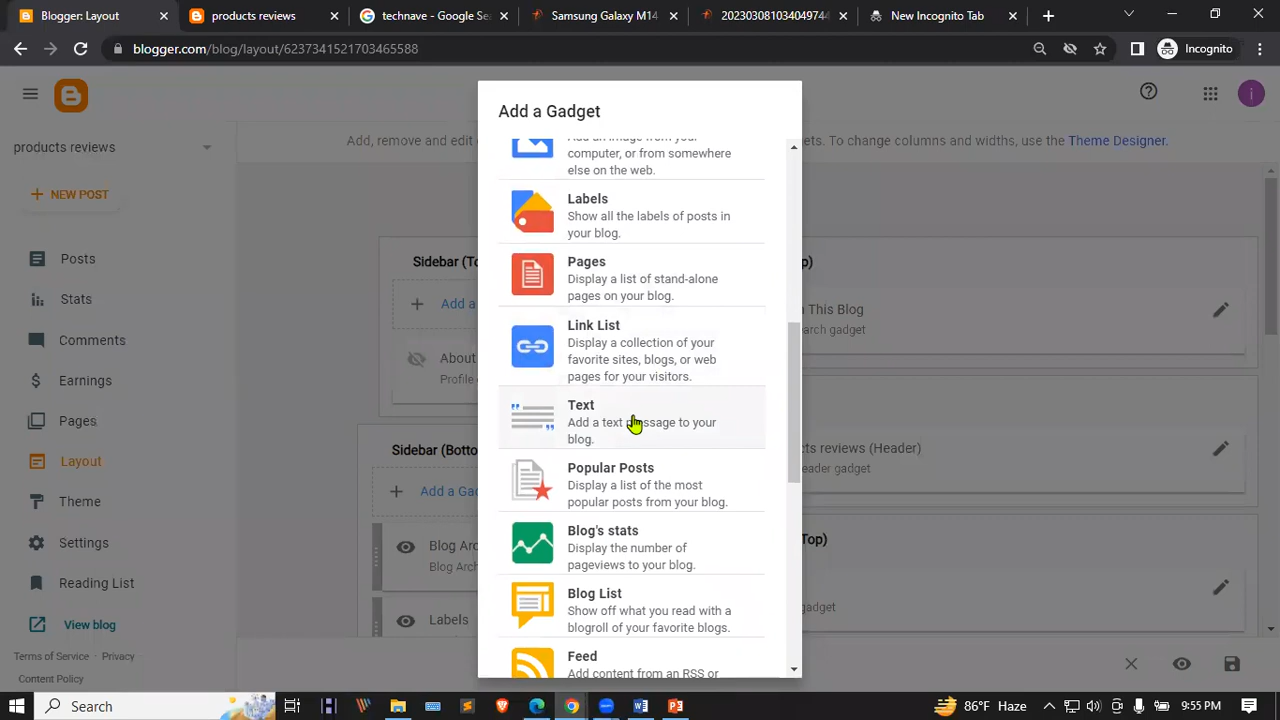 Blogger: Layout
products reviews
technave - Google Se
Samsung Galaxy M14
20230308103404974
New Incognito Tab
blogger.com/blog/layout/6237341521703465588
Incognito
products reviews
NEW POST
Posts
Stats
Comments
Earnings
Pages
Layout
Theme
Settings
Reading List
View blog
Terms of Service • Privacy
Content Policy
Add, remove and edit
gets. To change columns and widths, use the Theme Designer.
Sidebar (To
Add a
About
Profile
Sidebar (Botto
Add a Gad
Blog Arc
Blog Arch
Labels
p)
n This Blog
earch gadget
cts reviews (Header)
eader gadget
Top)
gadget
Add a Gadget
Add an image from your
computer, or from somewhere
else on the web.
Labels
Show all the labels of posts in
your blog.
Pages
Display a list of stand-alone
pages on your blog.
Link List
Display a collection of your
favorite sites, blogs, or web
pages for your visitors.
Text
Add a text message to your
blog.
Popular Posts
Display a list of the most
popular posts from your blog.
Blog's stats
Display the number of
pageviews to your blog.
Blog List
Show off what you read with a
blogroll of your favorite blogs.
Feed
Add content from an RSS or
Search
86°F Haze
9:55 PM